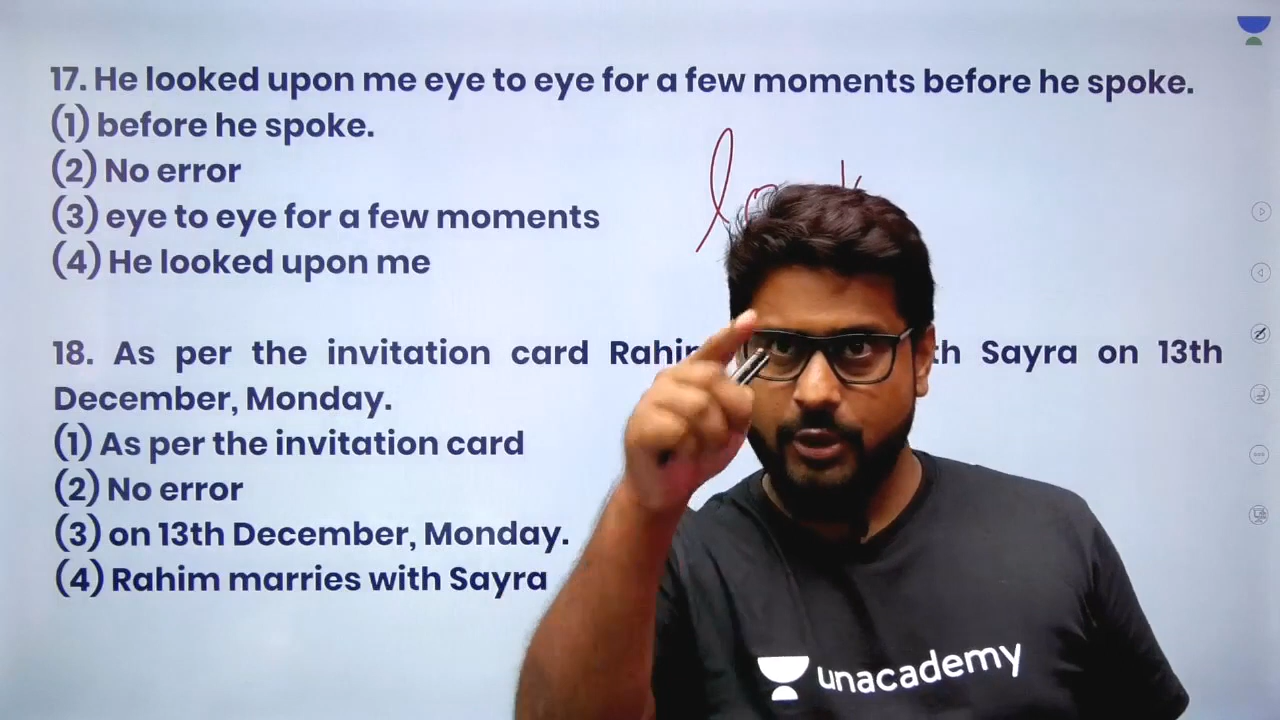 17. He looked upon me eye to eye for a few moments before he spoke.
(1) before he spoke.
(2) No error
(3) eye to eye for a few moments
(4) He looked upon me
18. As per the invitation card Sayra on 13th
December, Monday.
(1) As per the invitation card
(2) No error
(3) on 13th December, Monday.
(4) Rahim marries with Sayra
unacademy